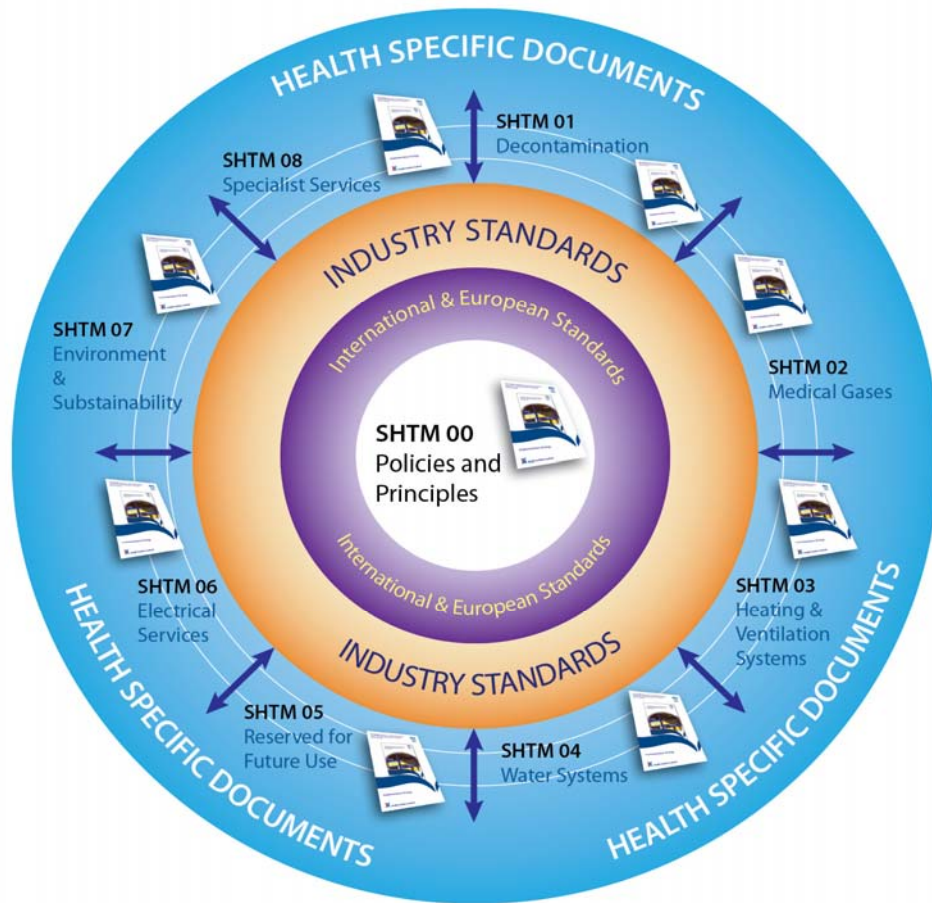 HEALTH SPECIFIC DOCUMENTS
SHTM 01
Decontamination
SHTM 08
Specialist Services
INDUSTRY STANDARDS
International & European Standards
SHTM 07
Environment
&
Substainability
SHTM 02
Medical Gases
SHTM 00
Policies and
Principles
International & European Standards
INDUSTRY STANDARDS
SHTM 06
Electrical
Services
SHTM 03
Heating &
Ventilation
Systems
SHTM 05
Reserved for
Future Use
SHTM 04
Water Systems
HEALTH SPECIFIC DOCUMENTS
HEALTH SPECIFIC DOCUMENTS